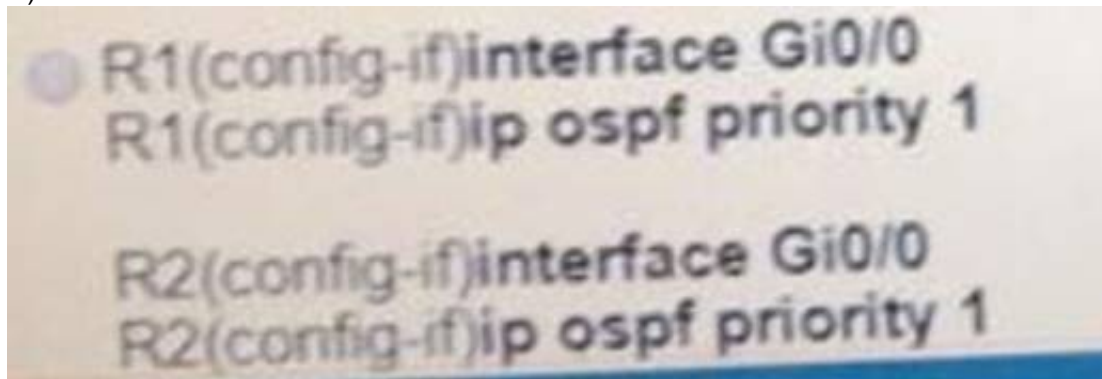 R1(config-if)interface Gi0/0
R1(config-if)ip ospf priority 1
R2(config-if)interface Gi0/0
R2(config-if)ip ospf priority 1